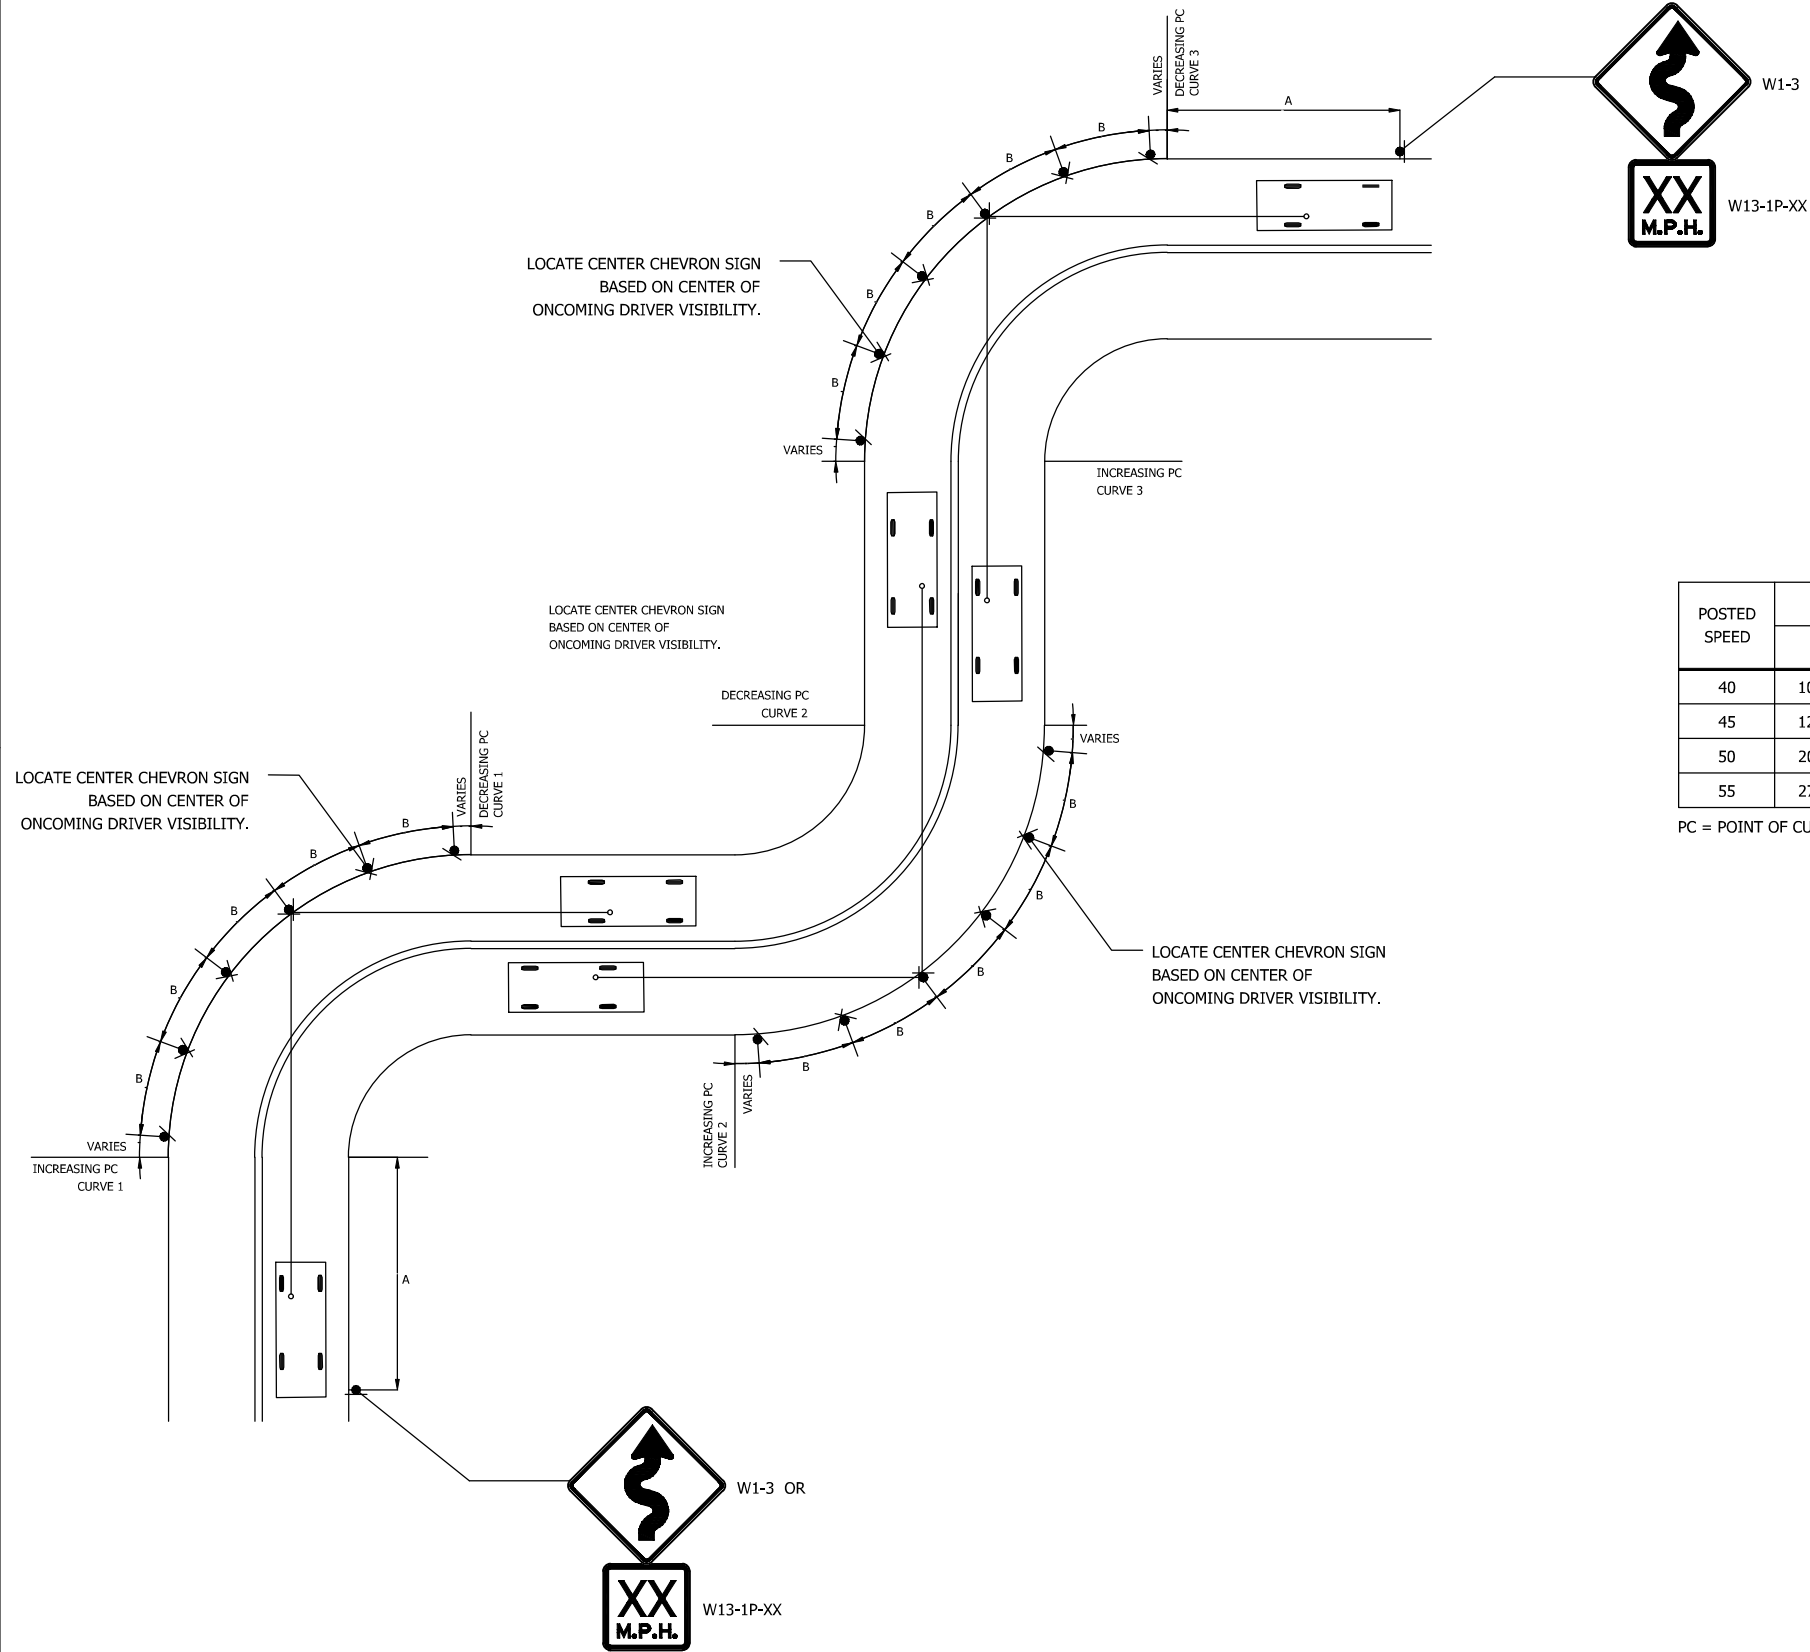 VARIES
DECREASING PC
CURVE 3
A
W1-3
XX
M.P.H.
W13-1P-XX
B
B
B
B
B
LOCATE CENTER CHEVRON SIGN
BASED ON CENTER OF
ONCOMING DRIVER VISIBILITY.
VARIES
INCREASING PC
CURVE 3
LOCATE CENTER CHEVRON SIGN
BASED ON CENTER OF
ONCOMING DRIVER VISIBILITY.
DECREASING PC
CURVE 2
VARIES
POSTED
SPEED
40
45
50
55
PC = POINT OF
LOCATE CENTER CHEVRON SIGN
BASED ON CENTER OF
ONCOMING DRIVER VISIBILITY.
VARIES
DECREASING PC
CURVE 1
B
B
B
B
B
B
B
B
B
B
LOCATE CENTER CHEVRON SIGN
BASED ON CENTER OF
ONCOMING DRIVER VISIBILITY.
INCREASING PC
CURVE 2
VARIES
VARIES
INCREASING PC
CURVE 1
A
W1-3 OR
XX
M.P.H.
W13-1P-XX